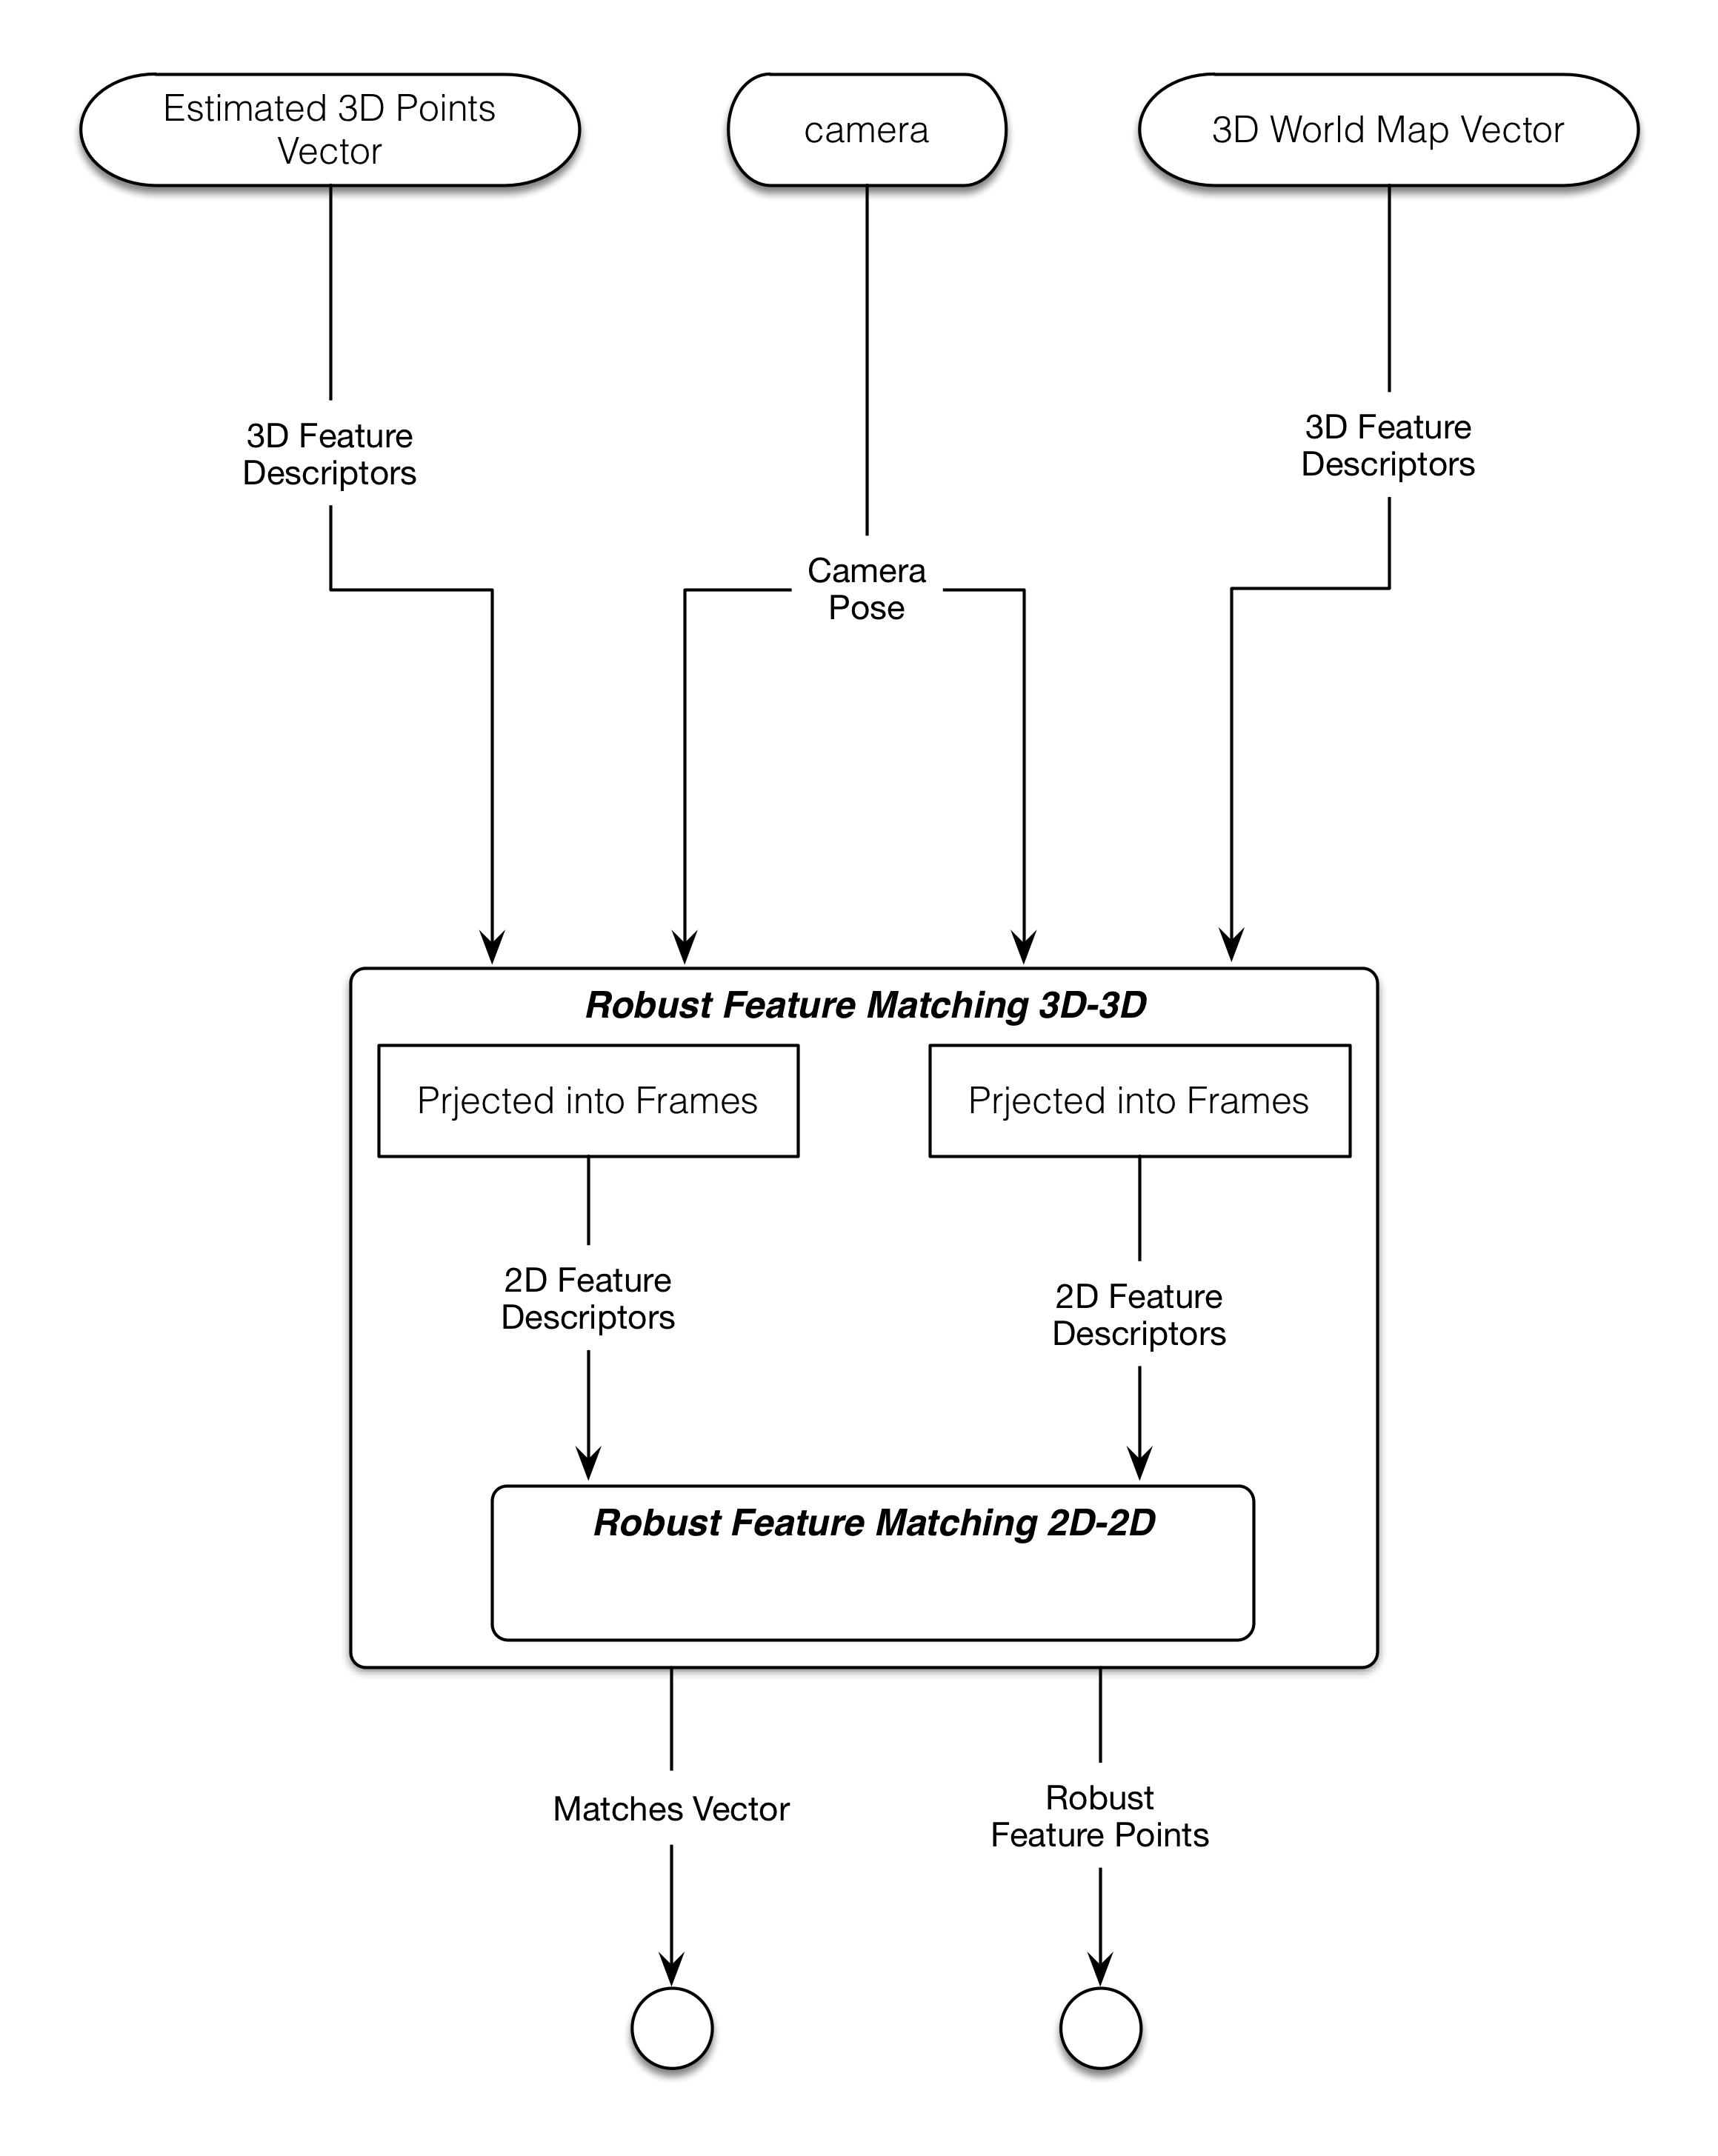 Estimated 3D Points
Vector
camera
3D World Map Vector
3D Feature
Descriptors
3D Feature
Descriptors
Camera
Pose
Robust Feature Matching 3D-3D
Prjected into Frames
Prjected into Frames
2D Feature
Descriptors
2D Feature
Descriptors
Robust Feature Matching 2D-2D
Matches Vector
Robust
Feature Points